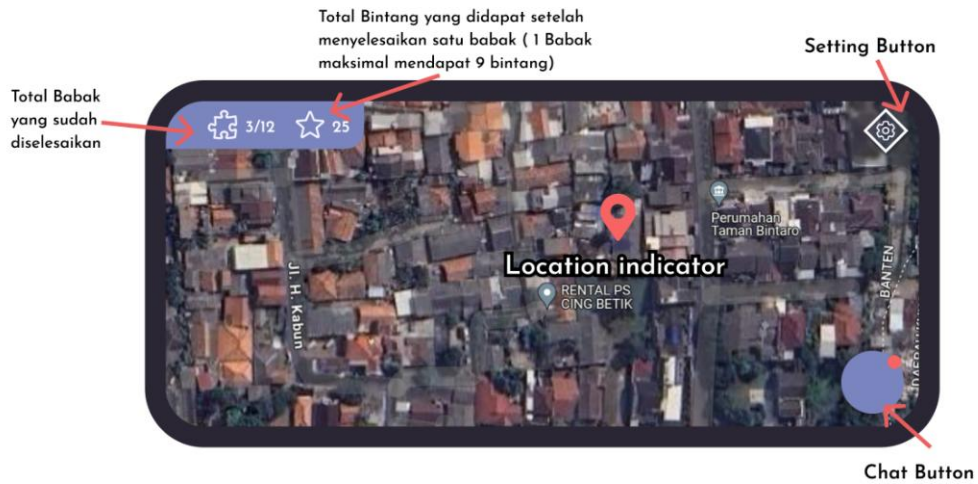 Total Bintang yang didapat setelah
menyelesaikan satu babak ( 1 Babak
maksimal mendapat 9 bintang)
Setting Button
Total Babak
yang sudah
diselesaikan
3/12
25
Perumahan
Taman Bintaro
Location indicator
RENTAL PS
CING BETIK
Jl. H. Kabun
BANTEN
Chat Button